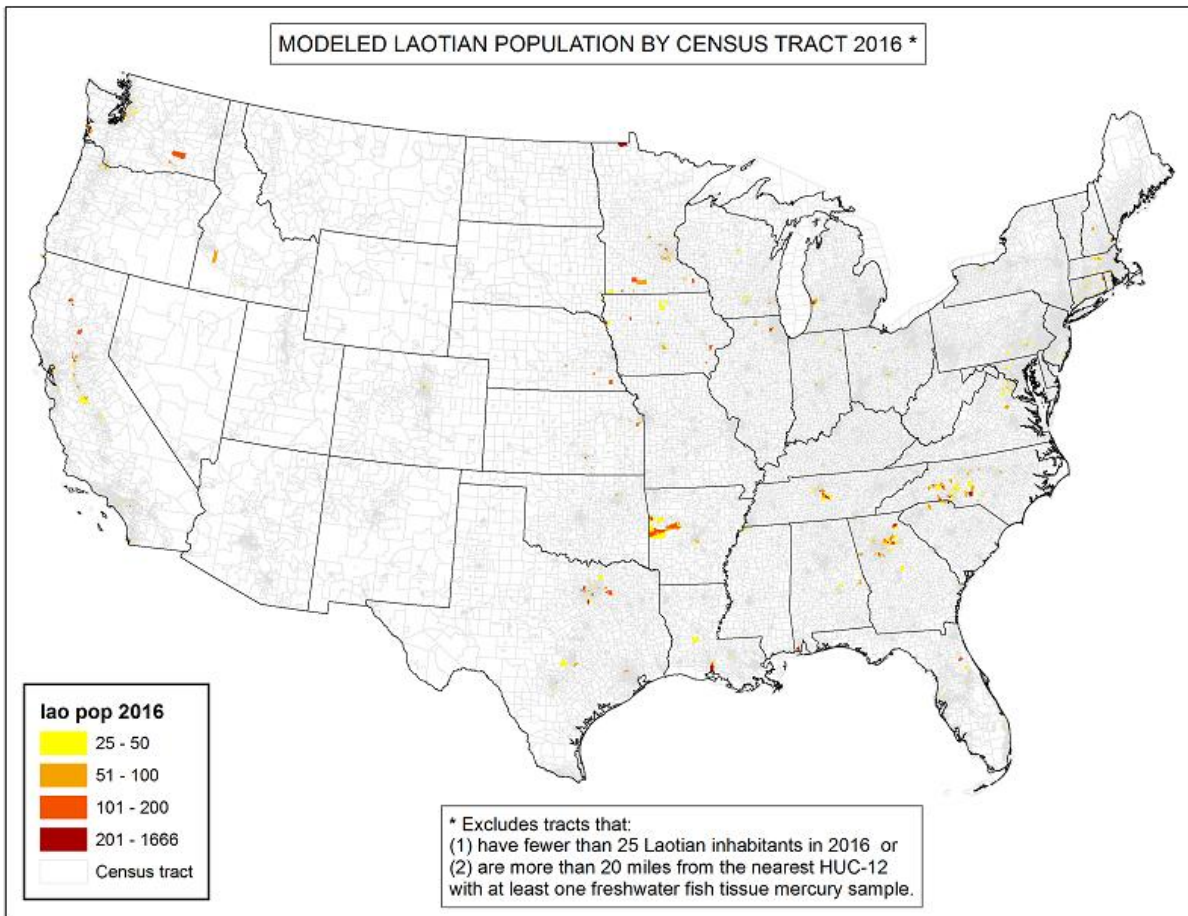 MODELED LAOTIAN POPULATION BY CENSUS TRACT 2016 *
lao pop 2016
25 - 50
51 - 100
101 - 200
201 - 1666
Census tract
* Excludes tracts that:
(1) have fewer than 25 Laotian inhabitants in 2016 or
(2) are more than 20 miles from the nearest HUC-12
with at least one freshwater fish tissue mercury sample.